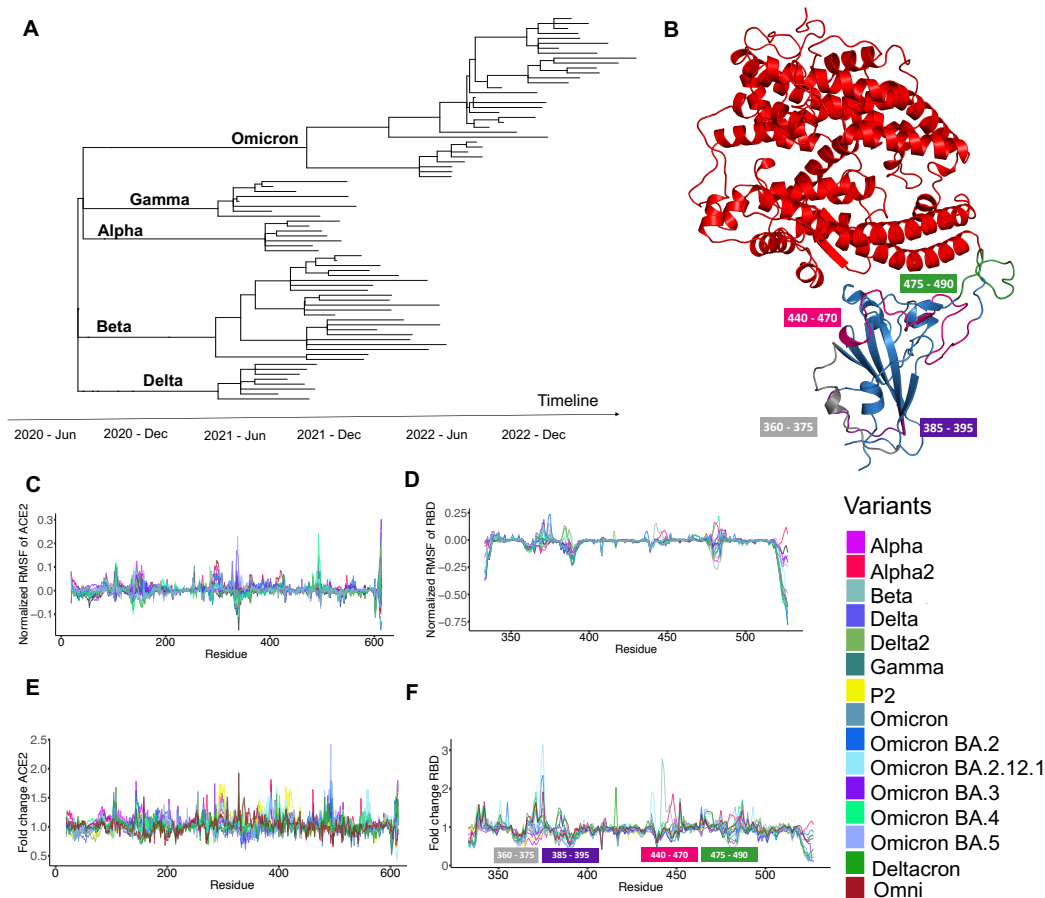 A
B
Omicron
Gamma
Alpha
Beta
Delta
Timeline
2020 - Jun 2020 - Dec 2021 - Jun 2021 - Dec 2022 - Jun 2022 - Dec
475 - 490
440 - 470
360 - 375
385 - 395
C
Normalized RMSF of ACE2
0.3
0.2
0.1
0.0
−0.1
0 200 400 600
Residue
D
Normalized RMSF of RBD
0.25
0.00
−0.25
−0.50
−0.75
350 400 450 500
Residue
E
Fold change ACE2
2.5
2.0
1.5
1.0
0.5
0 200 400 600
Residue
F
Fold change RBD
3
2
1
0
360 - 375 385 - 395 440 - 470 475 - 490
350 400 450 500
Residue
Variants
Alpha
Alpha2
Beta
Delta
Delta2
Gamma
P2
Omicron
Omicron BA.2
Omicron BA.2.12.1
Omicron BA.3
Omicron BA.4
Omicron BA.5
Deltacron
Omni